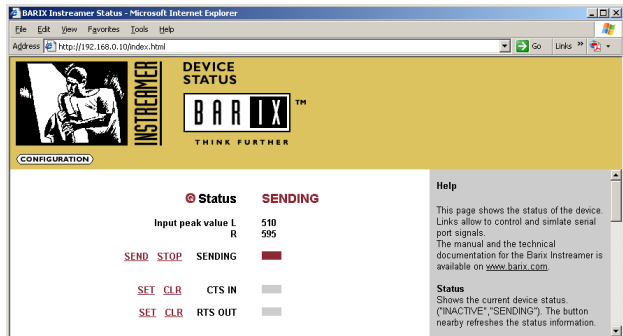 BARIX Instreamer Status - Microsoft Internet Explorer
File Edit View Favorites Tools Help
Address http://192.168.0.10/index.html Go Links »
INSTREAMER
DEVICE
STATUS
BARIX™
THINK FURTHER
CONFIGURATION
Status SENDING
Input peak value L 510
R 595
SEND STOP SENDING
SET CLR CTS IN
SET CLR RTS OUT
Help
This page shows the status of the device.
Links allow to control and simlate serial
port signals.
The manual and the technical
documentation for the Barix Instreamer is
available on www.barix.com.
Status
Shows the current device status.
("INACTIVE","SENDING"). The button
nearby refreshes the status information.